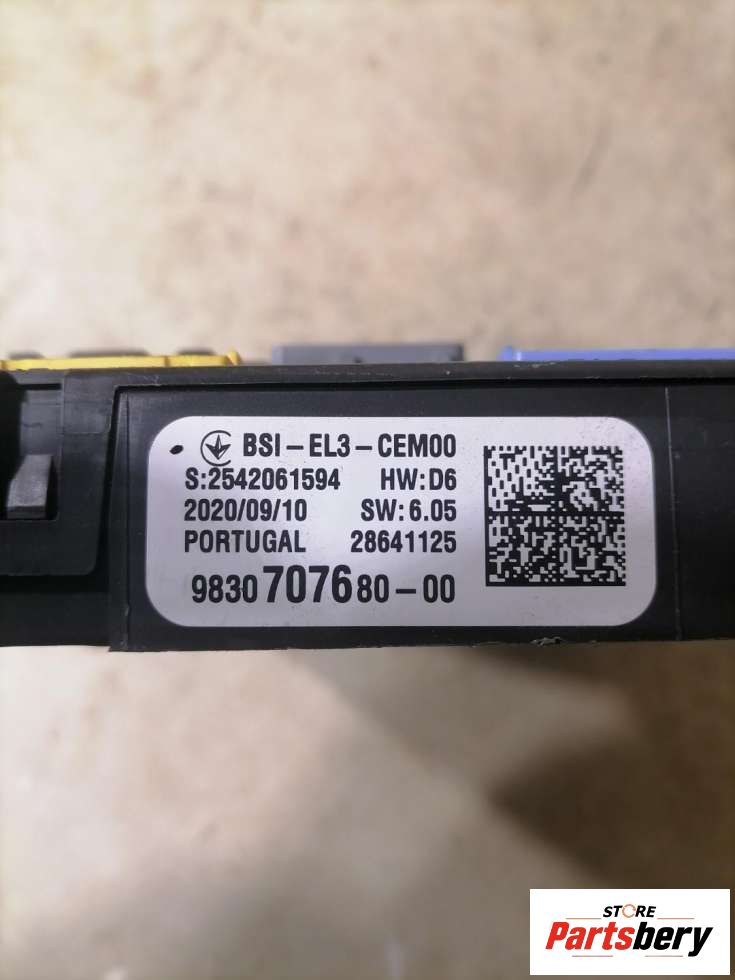 BSI-EL3-CEM00
S:2542061594 HW:D6
2020/09/10 SW:6.05
PORTUGAL 28641125
9830707680-00
STORE
Partsbery